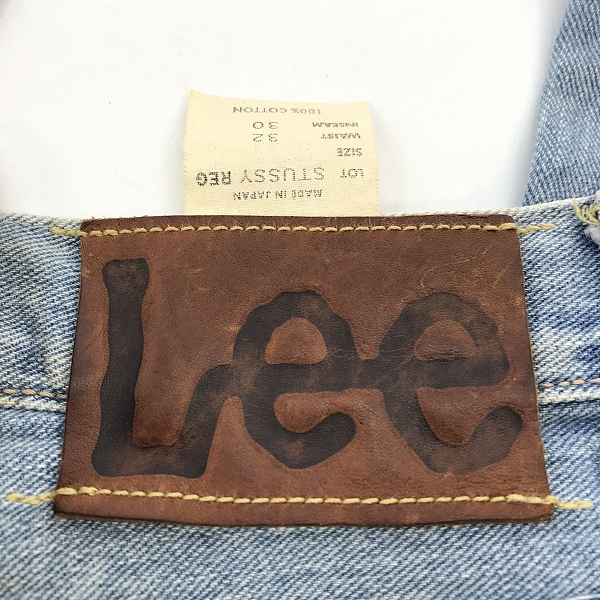 MADE IN JAPAN
LOT STUSSY REG
SIZE
WAIST 32
INSEAM 30
100% COTTON
Lee